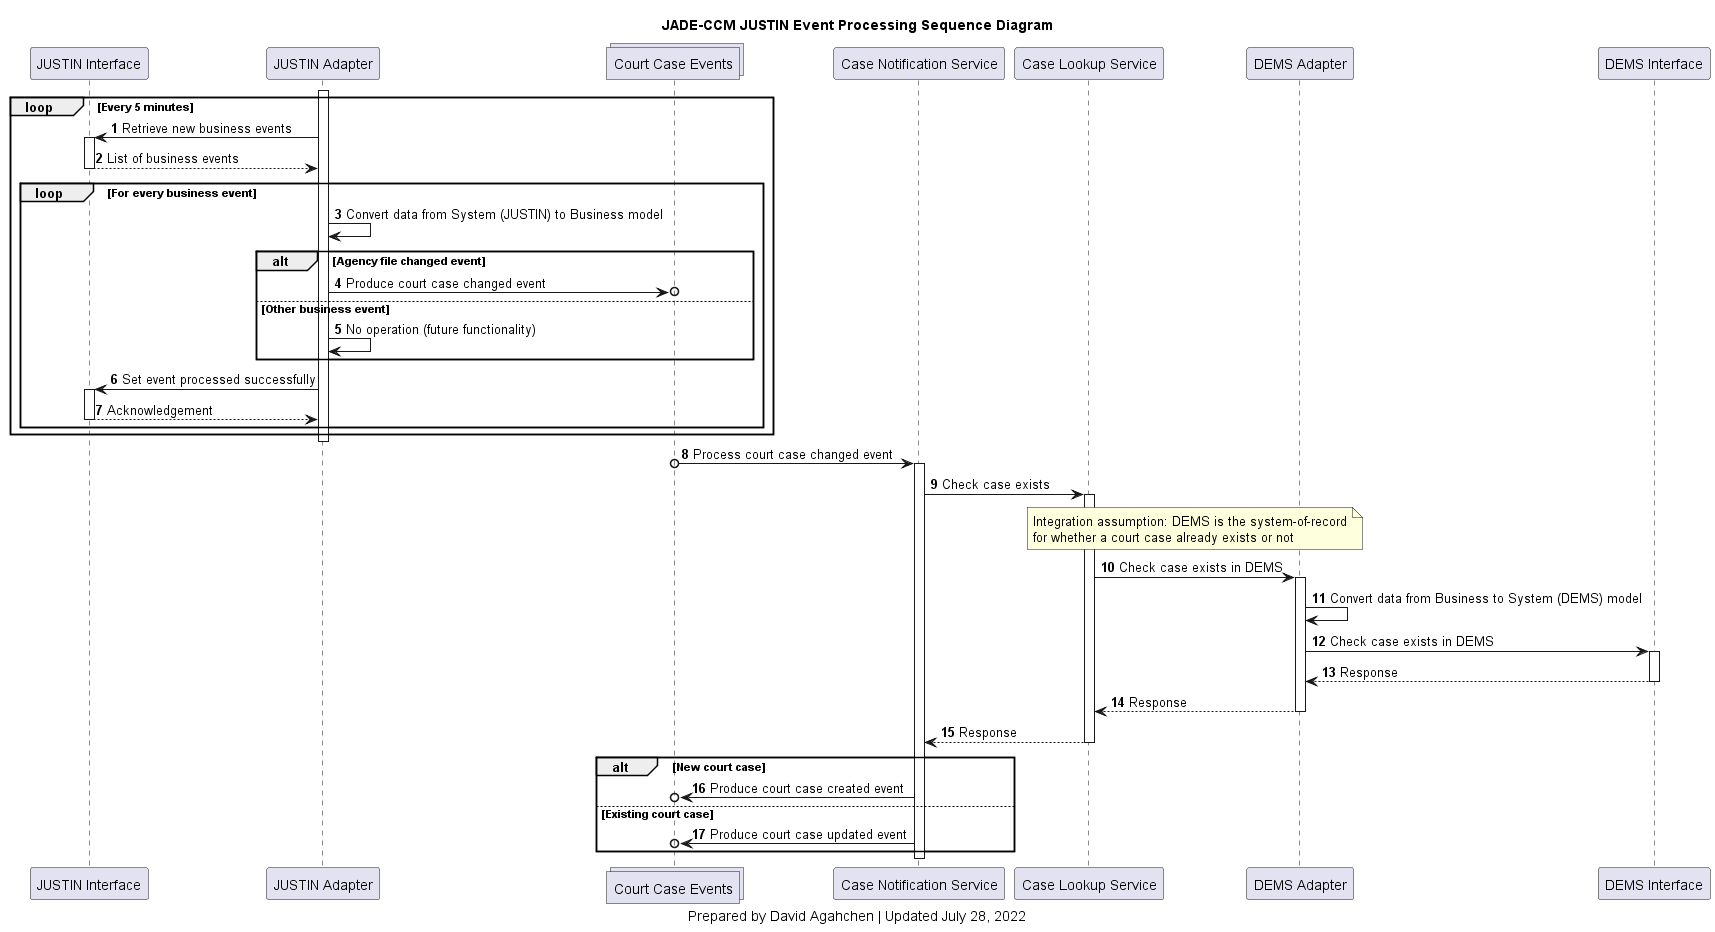 JADE-CCM JUSTIN Event Processing Sequence Diagram
JUSTIN Interface
JUSTIN Adapter
Court Case Events
Case Notification Service
Case Lookup Service
DEMS Adapter
DEMS Interface
loop [Every 5 minutes]
1 Retrieve new business events
2 List of business events
loop [For every business event]
3 Convert data from System (JUSTIN) to Business model
alt [Agency file changed event]
4 Produce court case changed event
[Other business event]
5 No operation (future functionality)
6 Set event processed successfully
7 Acknowledgement
8 Process court case changed event
9 Check case exists
Integration assumption: DEMS is the system-of-record
for whether a court case already exists or not
10 Check case exists in DEMS
11 Convert data from Business to System (DEMS) model
12 Check case exists in DEMS
13 Response
14 Response
15 Response
alt [New court case]
16 Produce court case created event
[Existing court case]
17 Produce court case updated event
JUSTIN Interface
JUSTIN Adapter
Court Case Events
Case Notification Service
Case Lookup Service
DEMS Adapter
DEMS Interface
Prepared by David Agahchen | Updated July 28, 2022